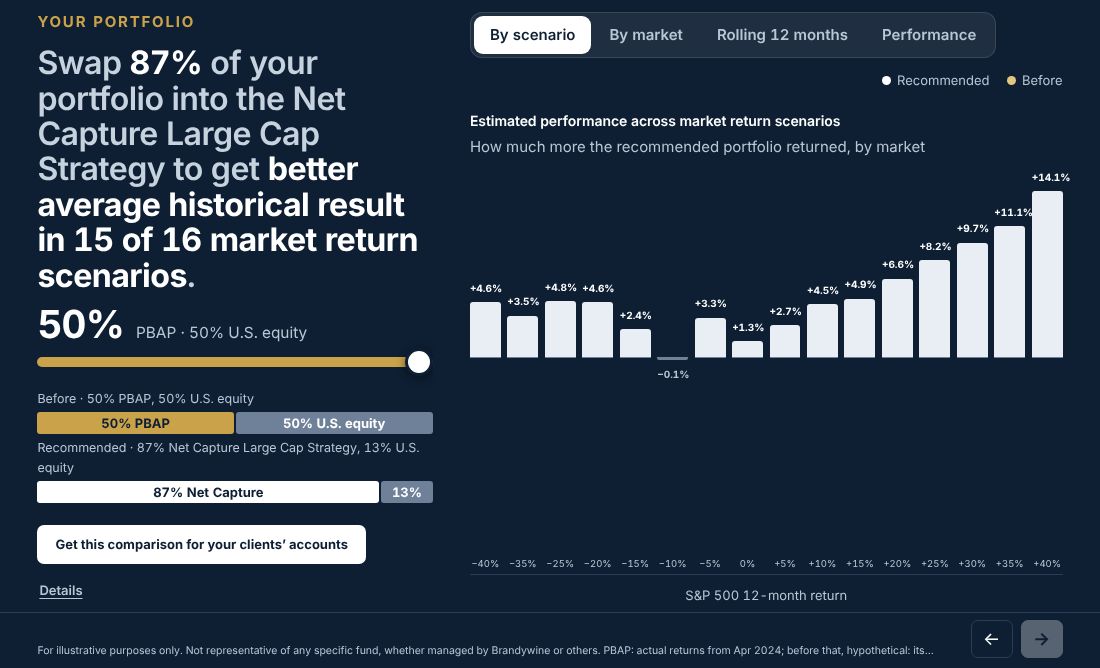 YOUR PORTFOLIO
Swap 87% of your
portfolio into the Net
Capture Large Cap
Strategy to get better
average historical result
in 15 of 16 market return
scenarios.
50% PBAP · 50% U.S. equity
Before · 50% PBAP, 50% U.S. equity
50% PBAP 50% U.S. equity
Recommended · 87% Net Capture Large Cap Strategy, 13% U.S.
equity
87% Net Capture 13%
Get this comparison for your clients’ accounts
Details
By scenario By market Rolling 12 months Performance
Recommended Before
Estimated performance across market return scenarios
How much more the recommended portfolio returned, by market
+4.6% +3.5% +4.8% +4.6% +2.4% −0.1% +3.3% +1.3% +2.7% +4.5% +4.9% +6.6% +8.2% +9.7% +11.1% +14.1%
−40% −35% −25% −20% −15% −10% −5% 0% +5% +10% +15% +20% +25% +30% +35% +40%
S&P 500 12-month return
For illustrative purposes only. Not representative of any specific fund, whether managed by Brandywine or others. PBAP: actual returns from Apr 2024; before that, hypothetical: its…